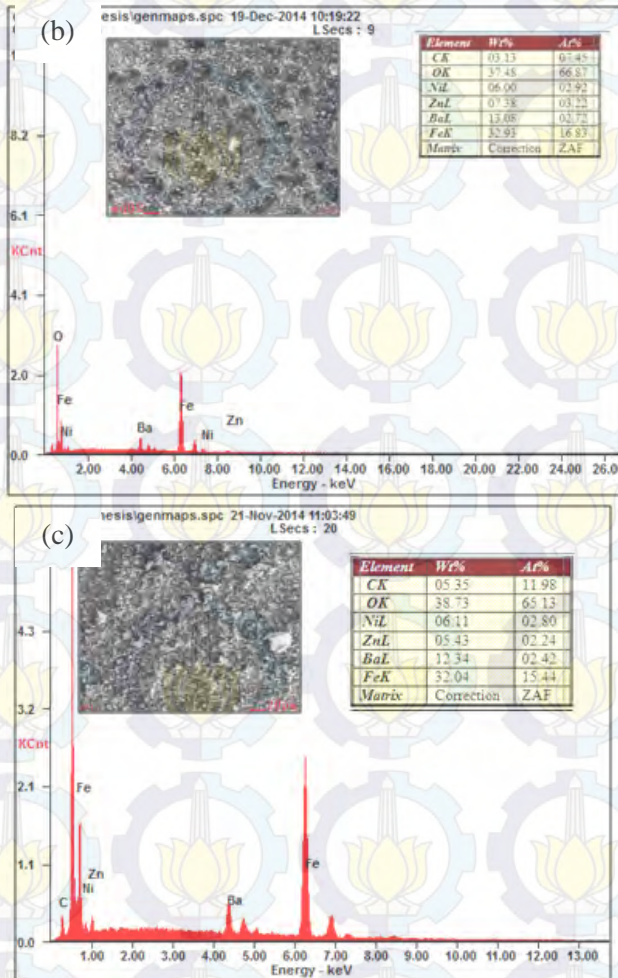 (b)
esis\genmaps.spc 19-Dec-2014 10:19:22
LSecs : 9
Element Wt% At%
CK 03.13 07.45
OK 37.48 66.87
NiL 06.00 02.92
ZnL 07.38 03.22
BaL 13.08 02.72
FeK 32.93 16.83
Matrix Correction ZAF
8.2
6.1
KCnt
4.1
2.0
0.0
O
Fe
Ni
Ba
Fe
Ni
Zn
2.00 4.00 6.00 8.00 10.00 12.00 14.00 16.00 18.00 20.00 22.00 24.00 26.0
Energy - keV
(c)
esis\genmaps.spc 21-Nov-2014 11:03:49
LSecs : 20
Element Wt% At%
CK 05.35 11.98
OK 38.73 65.13
NiL 06.11 02.80
ZnL 05.43 02.24
BaL 12.34 02.42
FeK 32.04 15.44
Matrix Correction ZAF
4.3
3.2
KCnt
2.1
1.1
0.0
Fe
Zn
Ni
C
Ba
Fe
1.00 2.00 3.00 4.00 5.00 6.00 7.00 8.00 9.00 10.00 11.00 12.00 13.00
Energy - keV